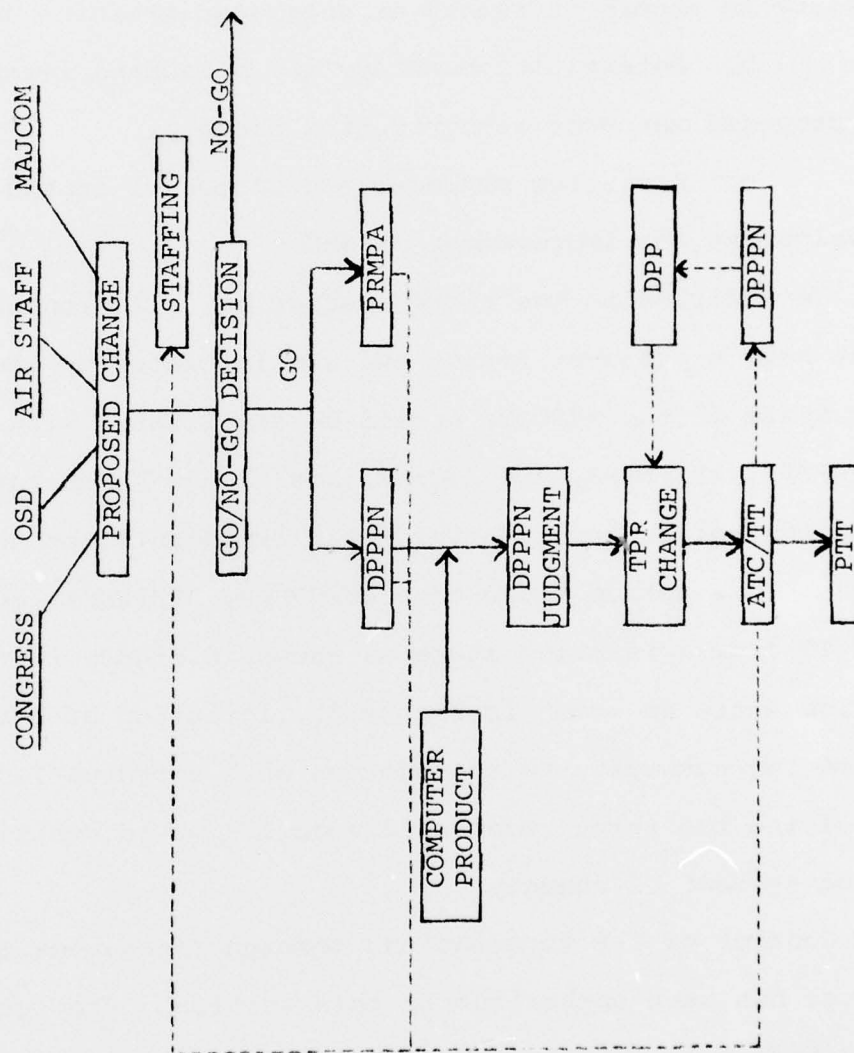 CONGRESS
OSD
AIR STAFF
MAJCOM
PROPOSED CHANGE
STAFFING
GO/NO-GO DECISION
NO-GO
GO
DPPPN
PRMPA
COMPUTER
PRODUCT
DPPPN
JUDGMENT
TPR
CHANGE
DPP
ATC/TT
DPPPN
PTT